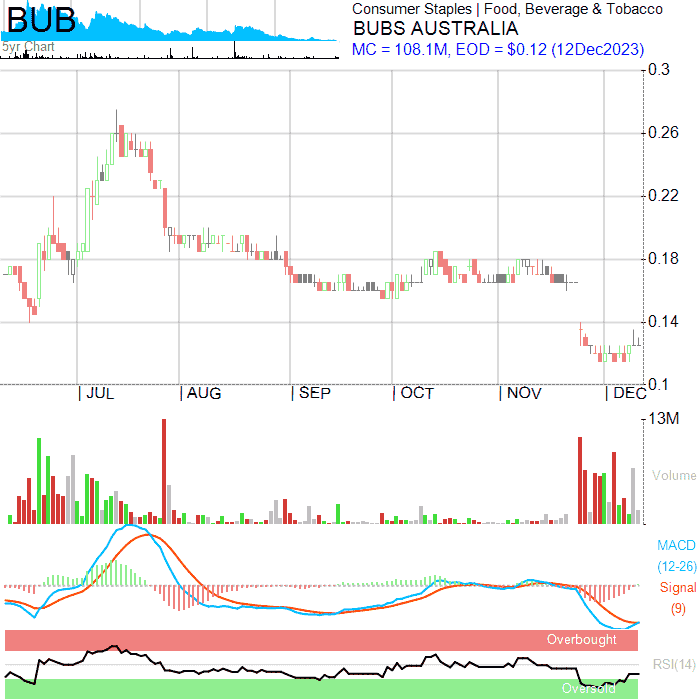 BUB
5yr Chart
Consumer Staples | Food, Beverage & Tobacco
BUBS AUSTRALIA
MC = 108.1M, EOD = $0.12 (12Dec2023)
0.3
0.26
0.22
0.18
0.14
0.1
| JUL | AUG | SEP | OCT | NOV | DEC
13M
Volume
MACD
(12-26)
Signal
(9)
Overbought
RSI(14)
Oversold